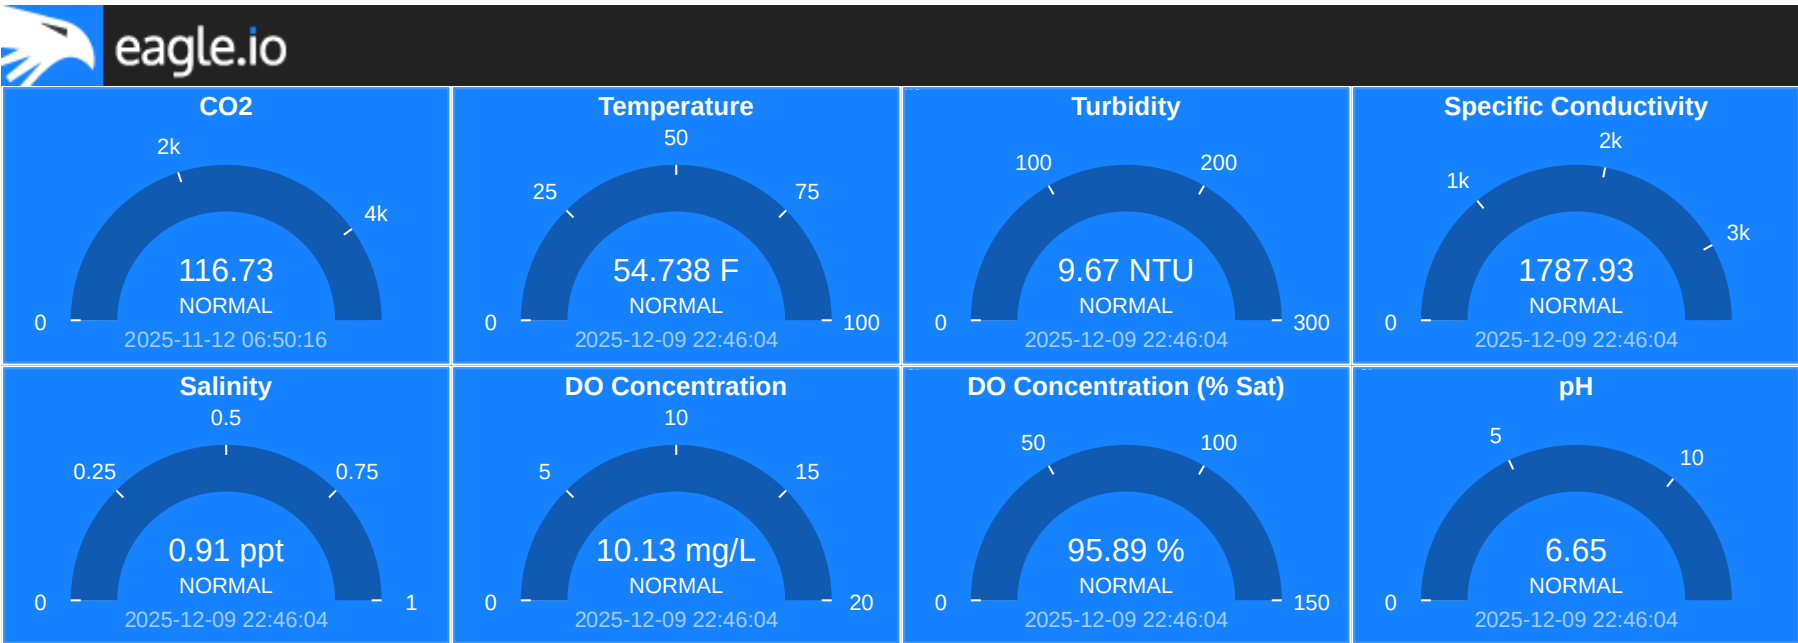 eagle.io
CO2
2k
4k
0
116.73
NORMAL
2025-11-12 06:50:16
Temperature
50
25
75
0
100
54.738 F
NORMAL
2025-12-09 22:46:04
Turbidity
100
200
0
300
9.67 NTU
NORMAL
2025-12-09 22:46:04
Specific Conductivity
2k
1k
3k
0
1787.93
NORMAL
2025-12-09 22:46:04
Salinity
0.5
0.25
0.75
0
1
0.91 ppt
NORMAL
2025-12-09 22:46:04
DO Concentration
10
5
15
0
20
10.13 mg/L
NORMAL
2025-12-09 22:46:04
DO Concentration (% Sat)
50
100
0
150
95.89 %
NORMAL
2025-12-09 22:46:04
pH
5
10
0
6.65
NORMAL
2025-12-09 22:46:04